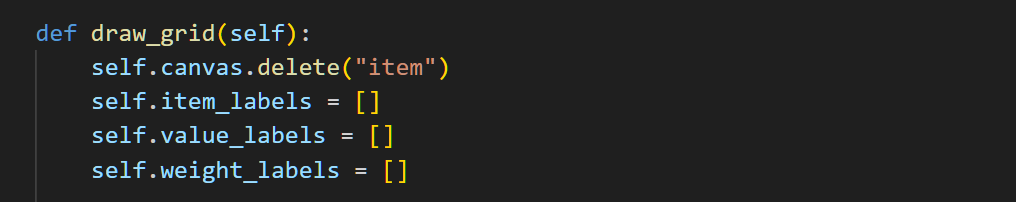 def draw_grid(self):
    self.canvas.delete("item")
    self.item_labels = []
    self.value_labels = []
    self.weight_labels = []